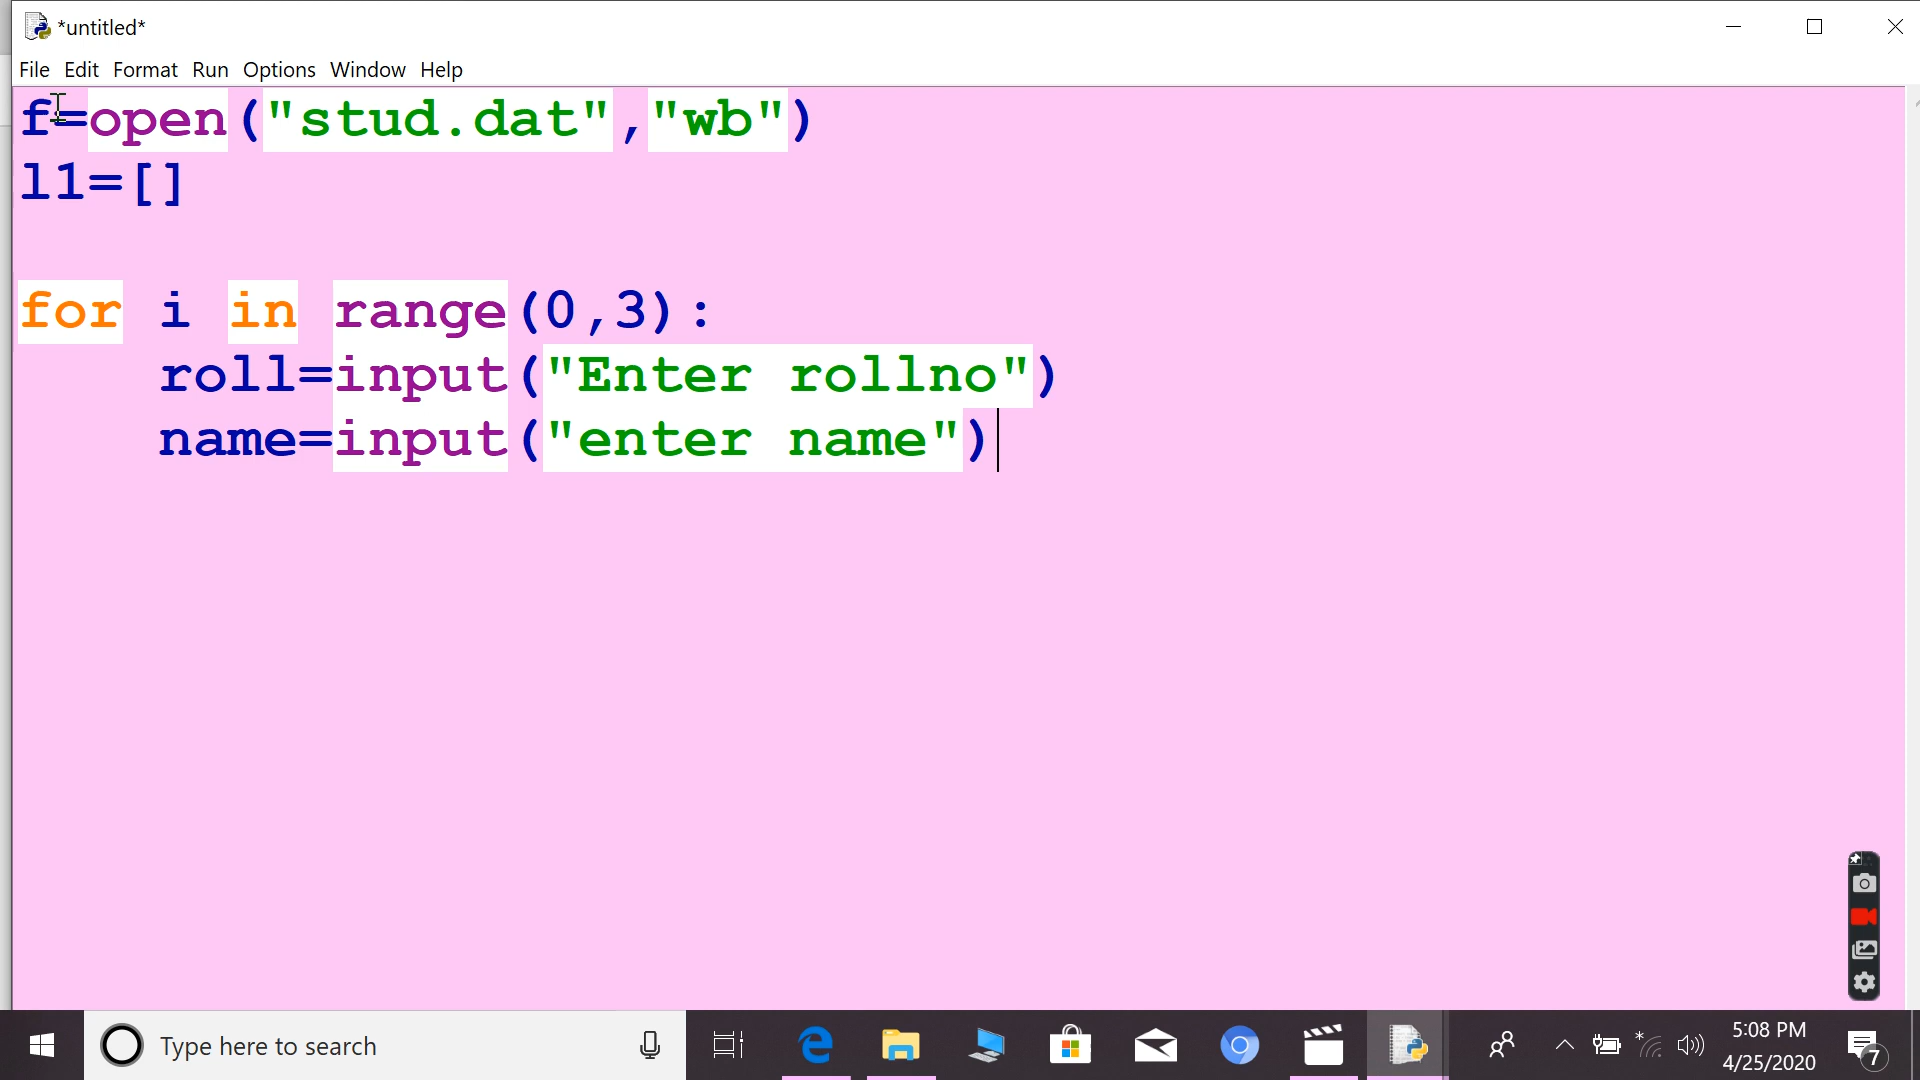 *untitled*
File Edit Format Run Options Window Help
f=open("stud.dat","wb")
l1=[]
for i in range(0,3):
    roll=input("Enter rollno")
    name=input("enter name")
Type here to search
5:08 PM
4/25/2020
7